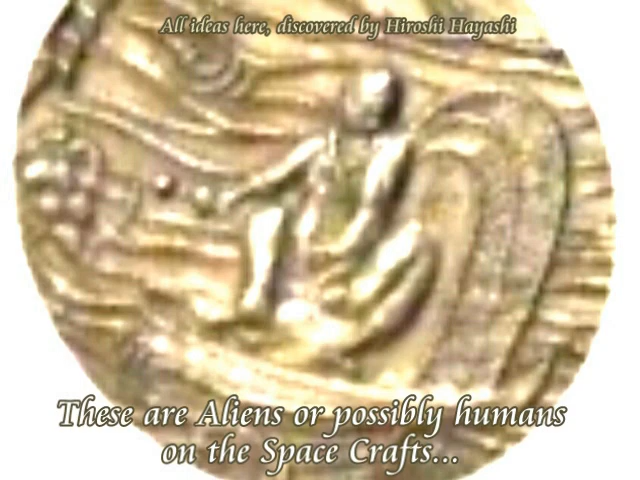 All ideas here, discovered by Hiroshi Hayashi
These are Aliens or possibly humans
on the Space Crafts...